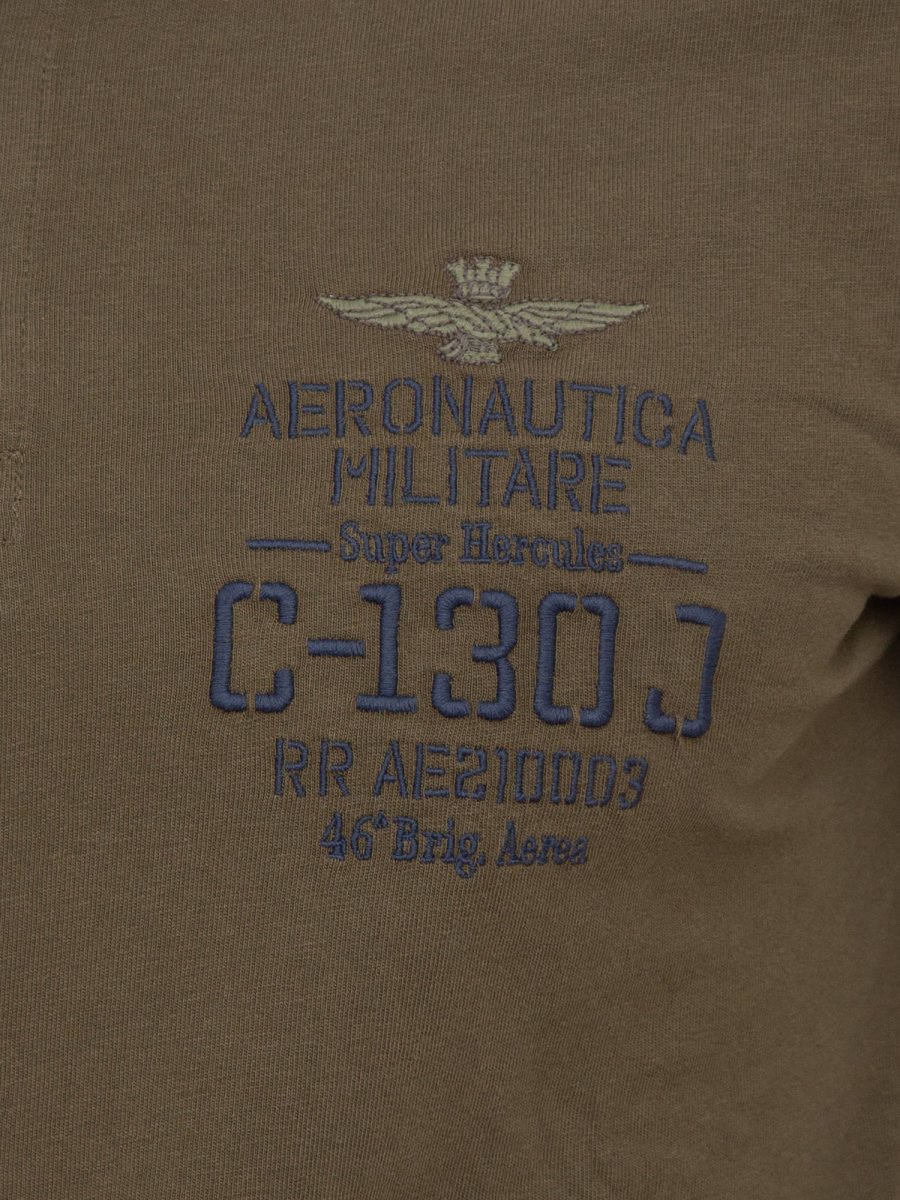 AERONAUTICA
MILITARE
Super Hercules
C-130J
RR AE210003
46ª Brig. Aerea